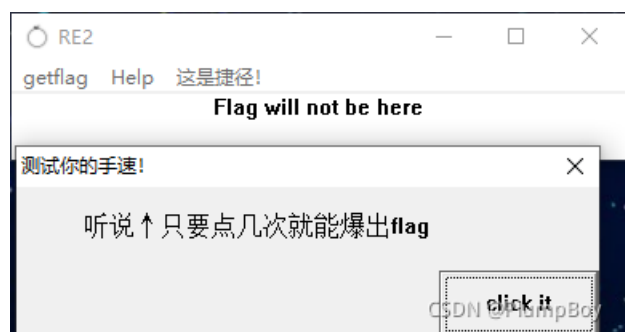 RE2
getflag Help 这是捷径!
Flag will not be here
测试你的手速!
听说↑只要点几次就能爆出flag
click it
CSDN @PlumpBoy